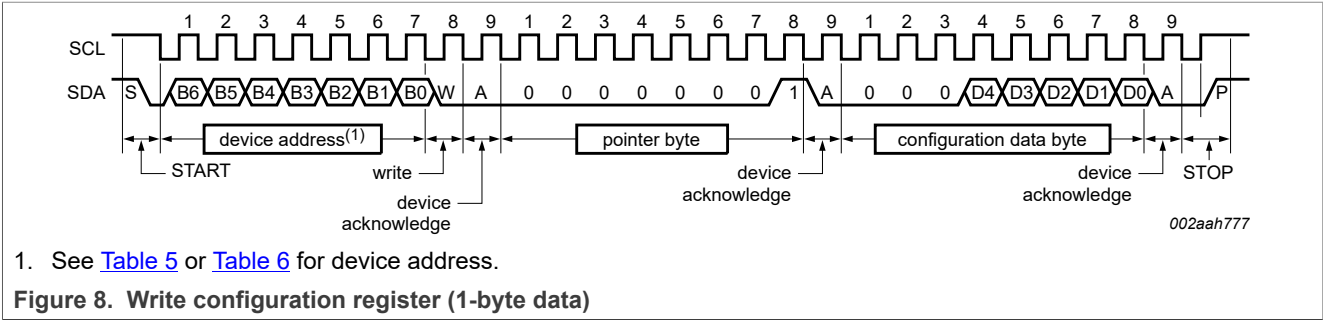 1 2 3 4 5 6 7 8 9 1 2 3 4 5 6 7 8 9 1 2 3 4 5 6 7 8 9
SCL
SDA S B6 B5 B4 B3 B2 B1 B0 W A 0 0 0 0 0 0 0 1 A 0 0 0 D4 D3 D2 D1 D0 A P
device address(1) pointer byte configuration data byte
START write device device STOP
acknowledge acknowledge
device
acknowledge
002aah777
1. See Table 5 or Table 6 for device address.
Figure 8. Write configuration register (1-byte data)